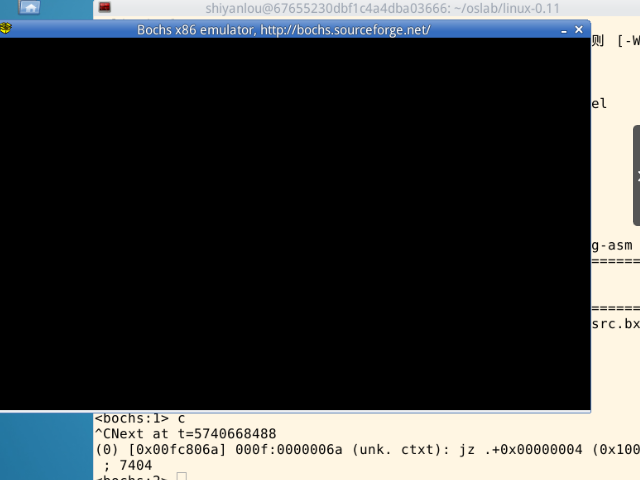 shiyanlou@67655230dbf1c4a4dba03666: ~/oslab/linux-0.11
Bochs x86 emulator, http://bochs.sourceforge.net/
则 [-W
el
g-asm
======
======
src.bx
<bochs:1> c
^CNext at t=5740668488
(0) [0x00fc806a] 000f:0000006a (unk. ctxt): jz .+0x00000004 (0x100
; 7404
<bochs:2>